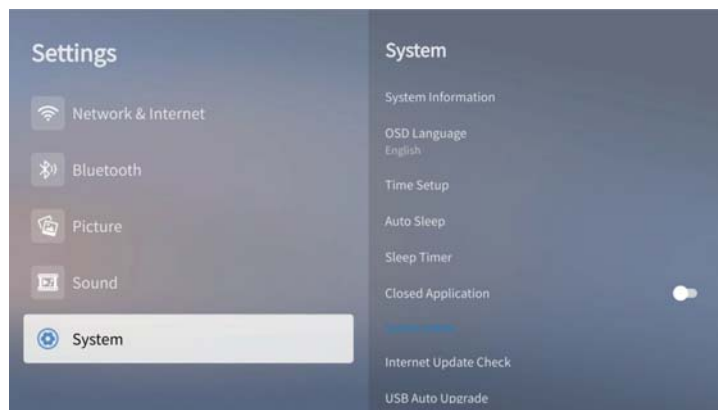 Settings
Network & Internet
Bluetooth
Picture
Sound
System
System
System Information
OSD Language
English
Time Setup
Auto Sleep
Sleep Timer
Closed Application
Internet Update Check
USB Auto Upgrade